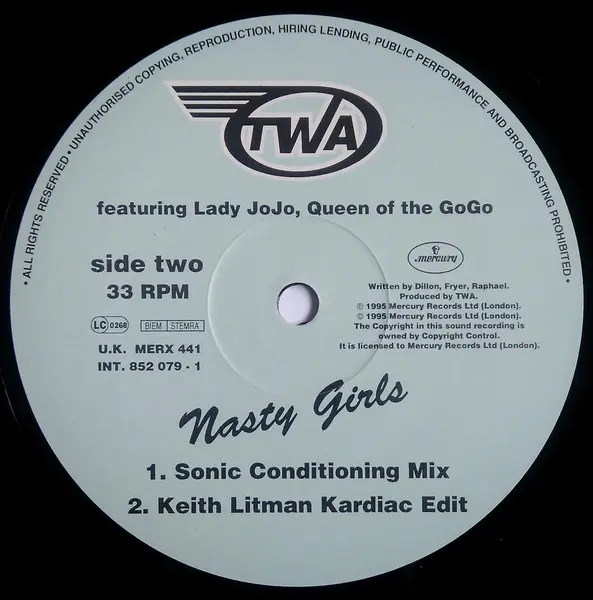 • ALL RIGHTS RESERVED • UNAUTHORISED COPYING, REPRODUCTION, HIRING LENDING, PUBLIC PERFORMANCE AND BROADCASTING PROHIBITED •
TWA
featuring Lady JoJo, Queen of the GoGo
side two
33 RPM
mercury
Written by Dillon, Fryer, Raphael.
Produced by TWA.
℗ 1995 Mercury Records Ltd (London).
© 1995 Mercury Records Ltd (London).
The Copyright in this sound recording is
owned by Copyright Control.
It is licensed to Mercury Records Ltd (London).
LC 0268 BIEM STEMRA
U.K. MERX 441
INT. 852 079 - 1
Nasty Girls
1. Sonic Conditioning Mix
2. Keith Litman Kardiac Edit